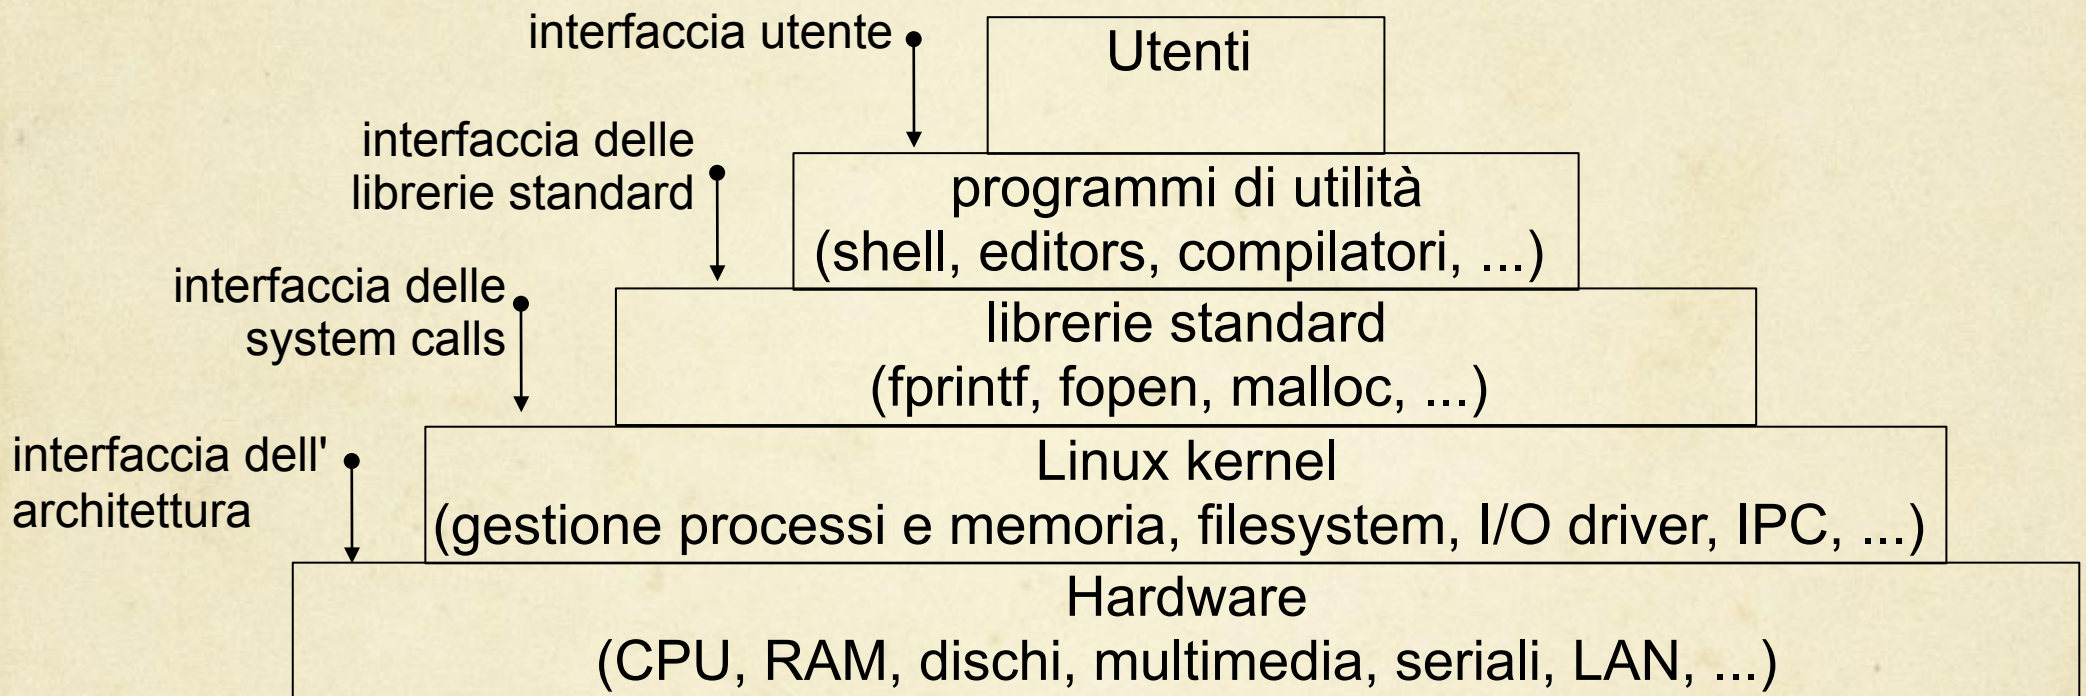 interfaccia utente
Utenti
interfaccia delle
librerie standard
programmi di utilità
(shell, editors, compilatori, ...)
interfaccia delle
system calls
librerie standard
(fprintf, fopen, malloc, ...)
interfaccia dell'
architettura
Linux kernel
(gestione processi e memoria, filesystem, I/O driver, IPC, ...)
Hardware
(CPU, RAM, dischi, multimedia, seriali, LAN, ...)